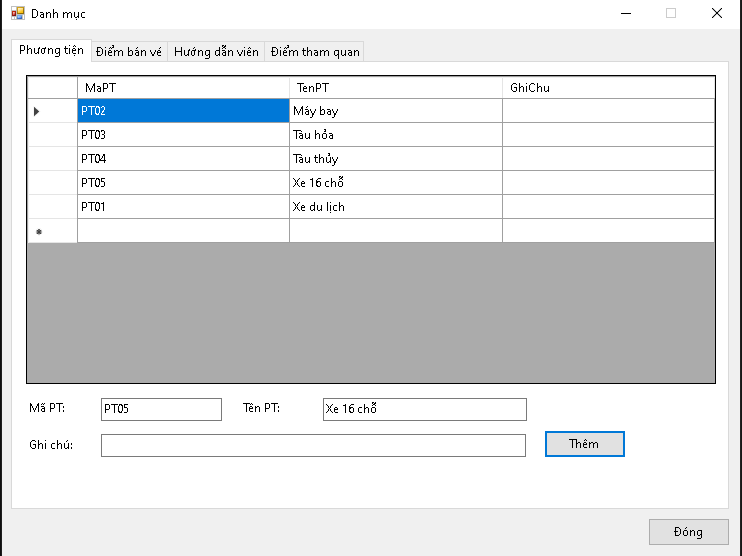 Danh mục
Phương tiện Điểm bán vé Hướng dẫn viên Điểm tham quan
MaPT TenPT GhiChu
PT02 Máy bay
PT03 Tàu hỏa
PT04 Tàu thủy
PT05 Xe 16 chỗ
PT01 Xe du lịch
Mã PT: PT05 Tên PT: Xe 16 chỗ
Ghi chú: Thêm
Đóng